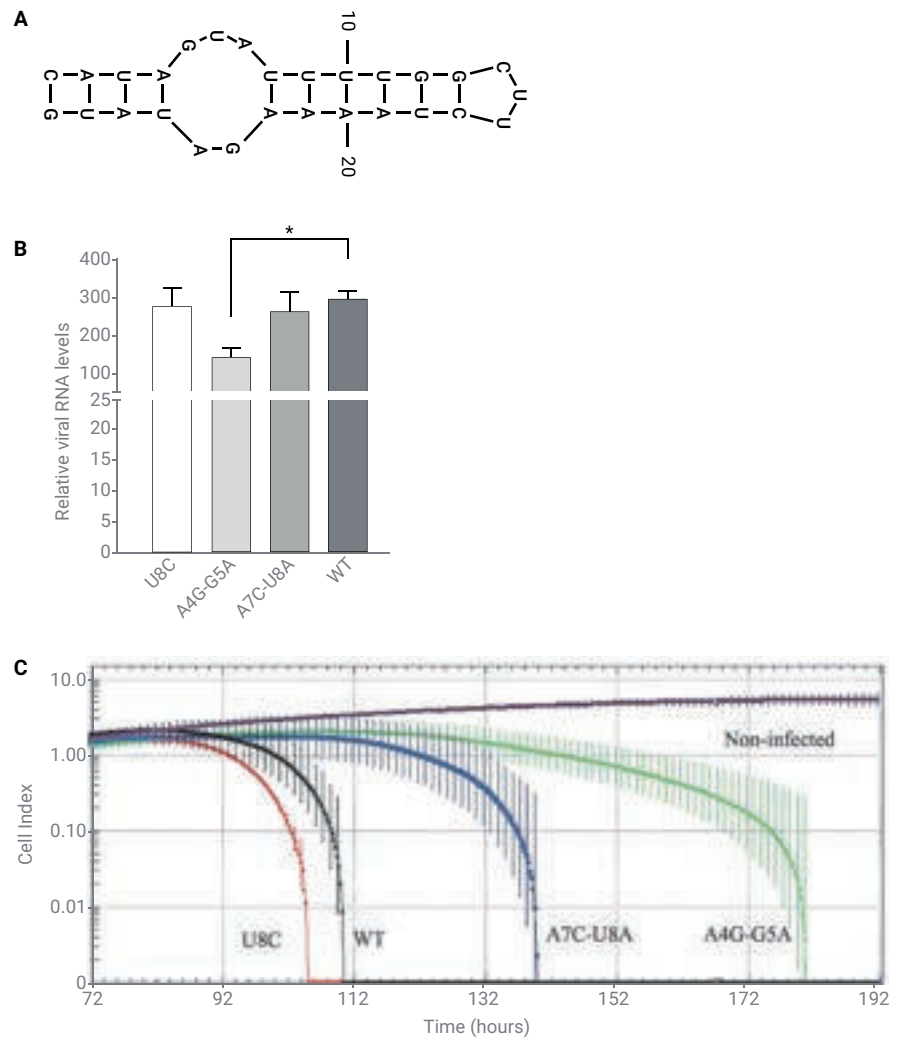 A
10
G U A
C A U A U U U U G G C
U
G U A U A A A A U C U
A G
20
B
*
400
300
200
100
25
20
15
10
5
0
Relative viral RNA levels
U8C A4G-G5A A7C-U8A WT
C
10.0
1.00
0.10
0.01
0
Cell Index
Non-infected
U8C WT A7C-U8A A4G-G5A
72 92 112 132 152 172 192
Time (hours)